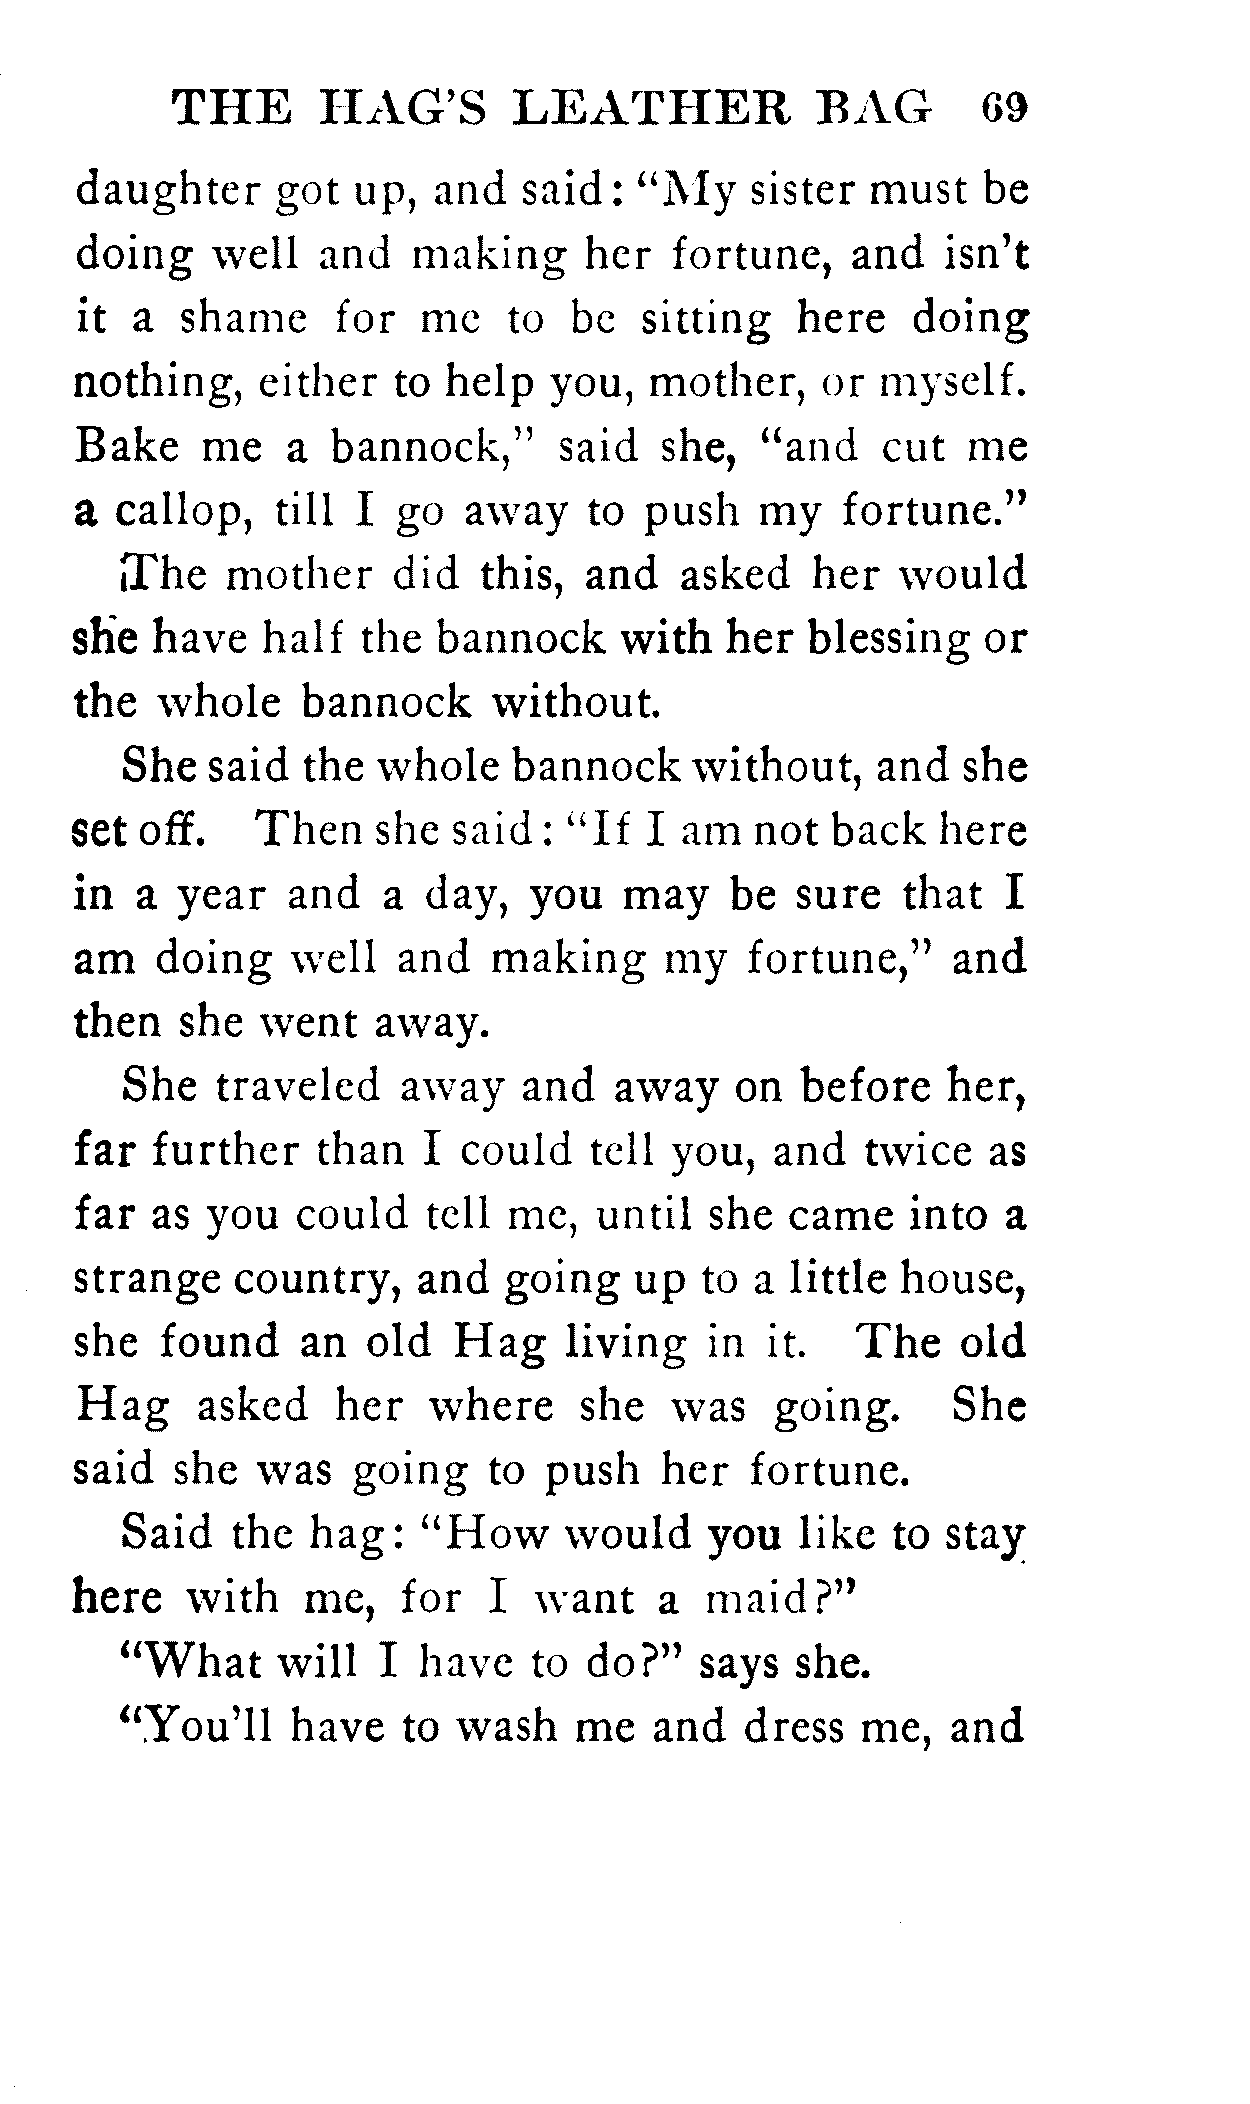 THE HAG'S LEATHER BAG 69
daughter got up, and said: "My sister must be
doing well and making her fortune, and isn't
it a shame for me to be sitting here doing
nothing, either to help you, mother, or myself.
Bake me a bannock," said she, "and cut me
a callop, till I go away to push my fortune."
The mother did this, and asked her would
she have half the bannock with her blessing or
the whole bannock without.
She said the whole bannock without, and she
set off. Then she said: "If I am not back here
in a year and a day, you may be sure that I
am doing well and making my fortune," and
then she went away.
She traveled away and away on before her,
far further than I could tell you, and twice as
far as you could tell me, until she came into a
strange country, and going up to a little house,
she found an old Hag living in it. The old
Hag asked her where she was going. She
said she was going to push her fortune.
Said the hag: "How would you like to stay
here with me, for I want a maid?"
"What will I have to do?" says she.
"You'll have to wash me and dress me, and